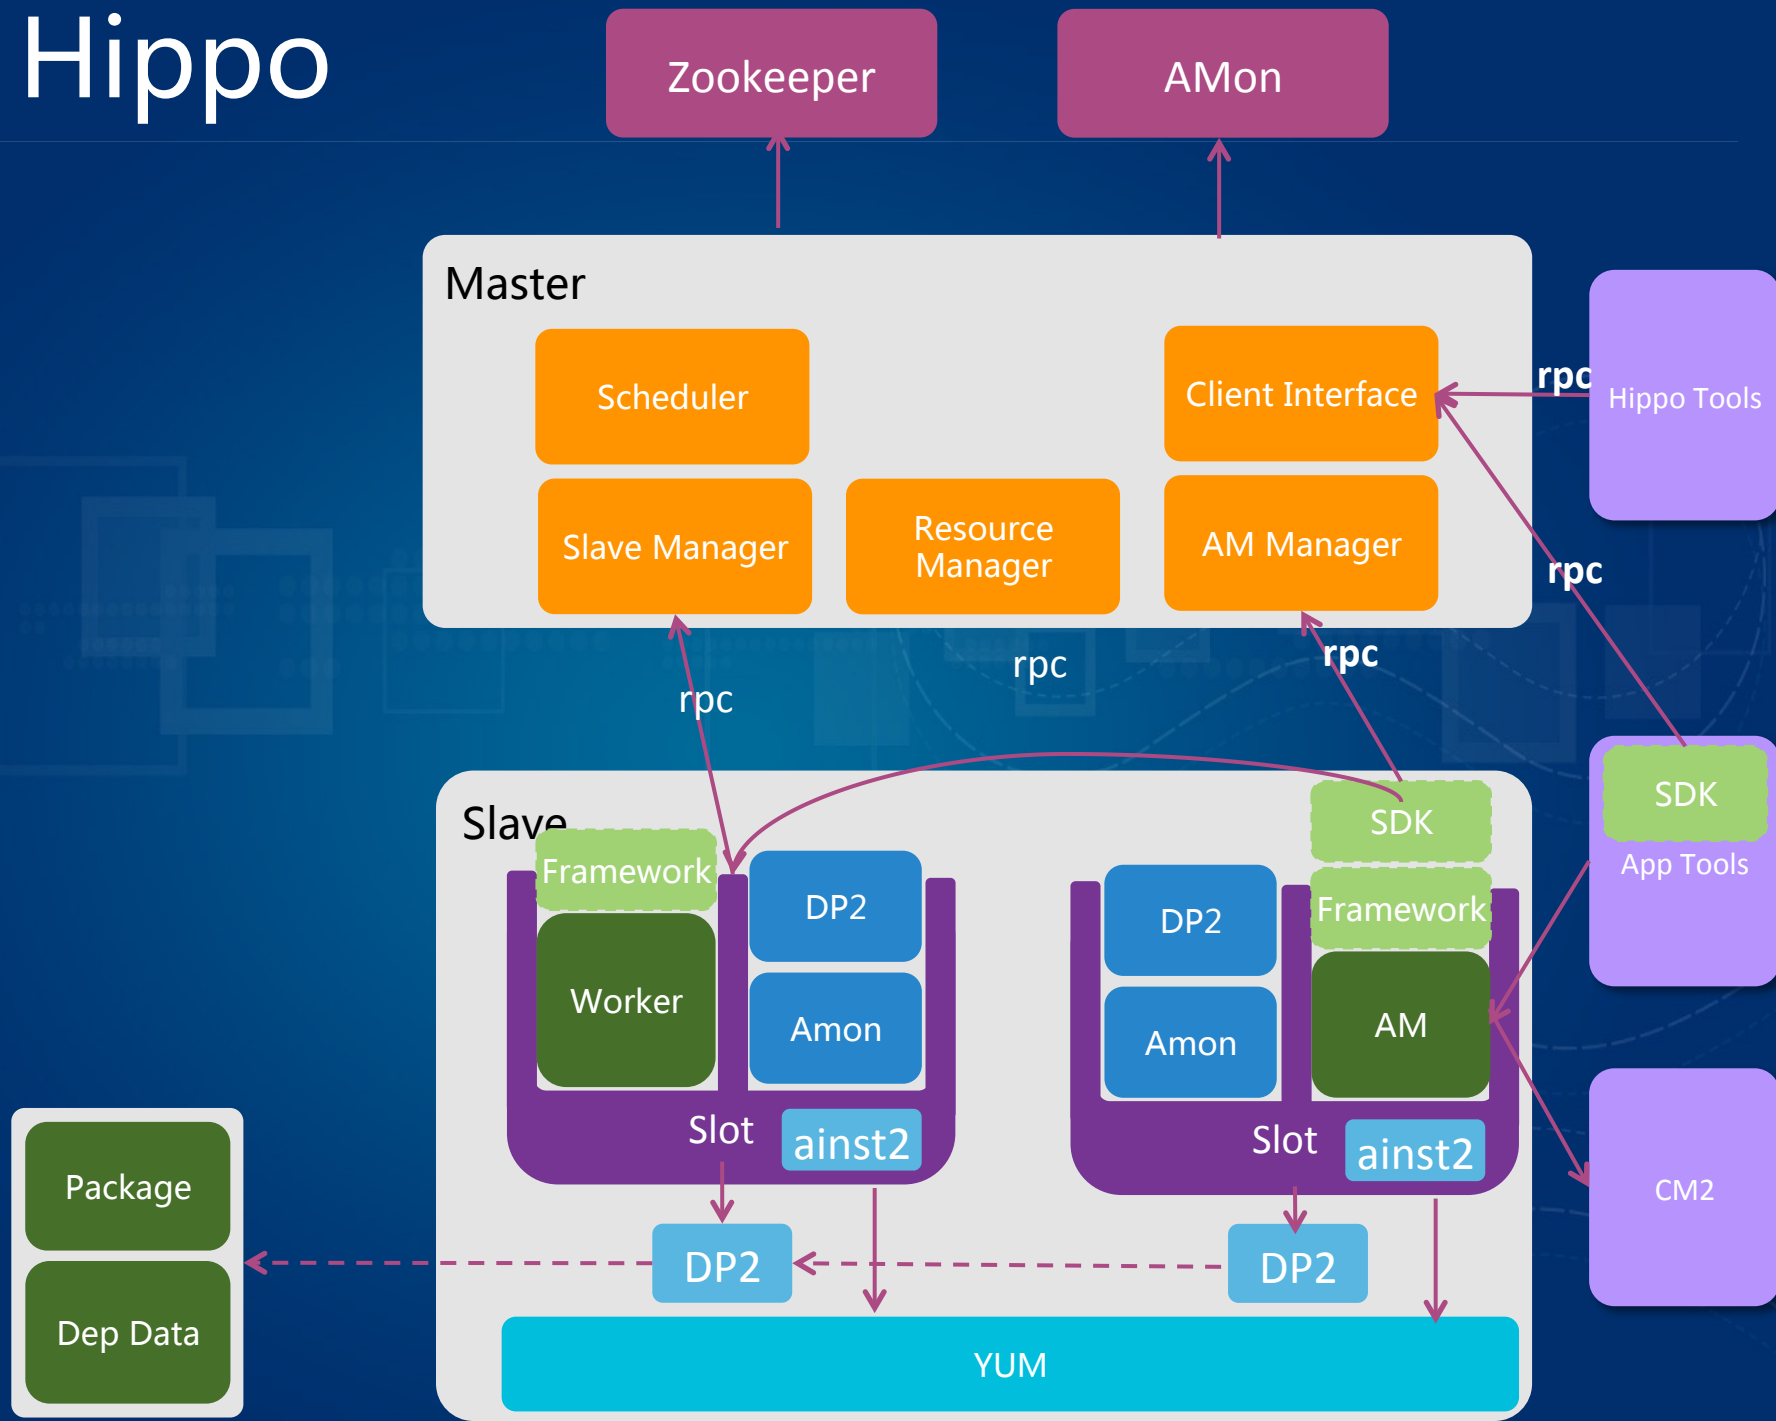 Hippo
Zookeeper
AMon
Master
Scheduler
Client Interface
rpc
Hippo Tools
Slave Manager
Resource
Manager
AM Manager
rpc
rpc
rpc
rpc
Slave
SDK
SDK
App Tools
Framework
DP2
DP2
Framework
Worker
Amon
Amon
AM
Slot
ainst2
Slot
ainst2
Package
CM2
DP2
DP2
Dep Data
YUM